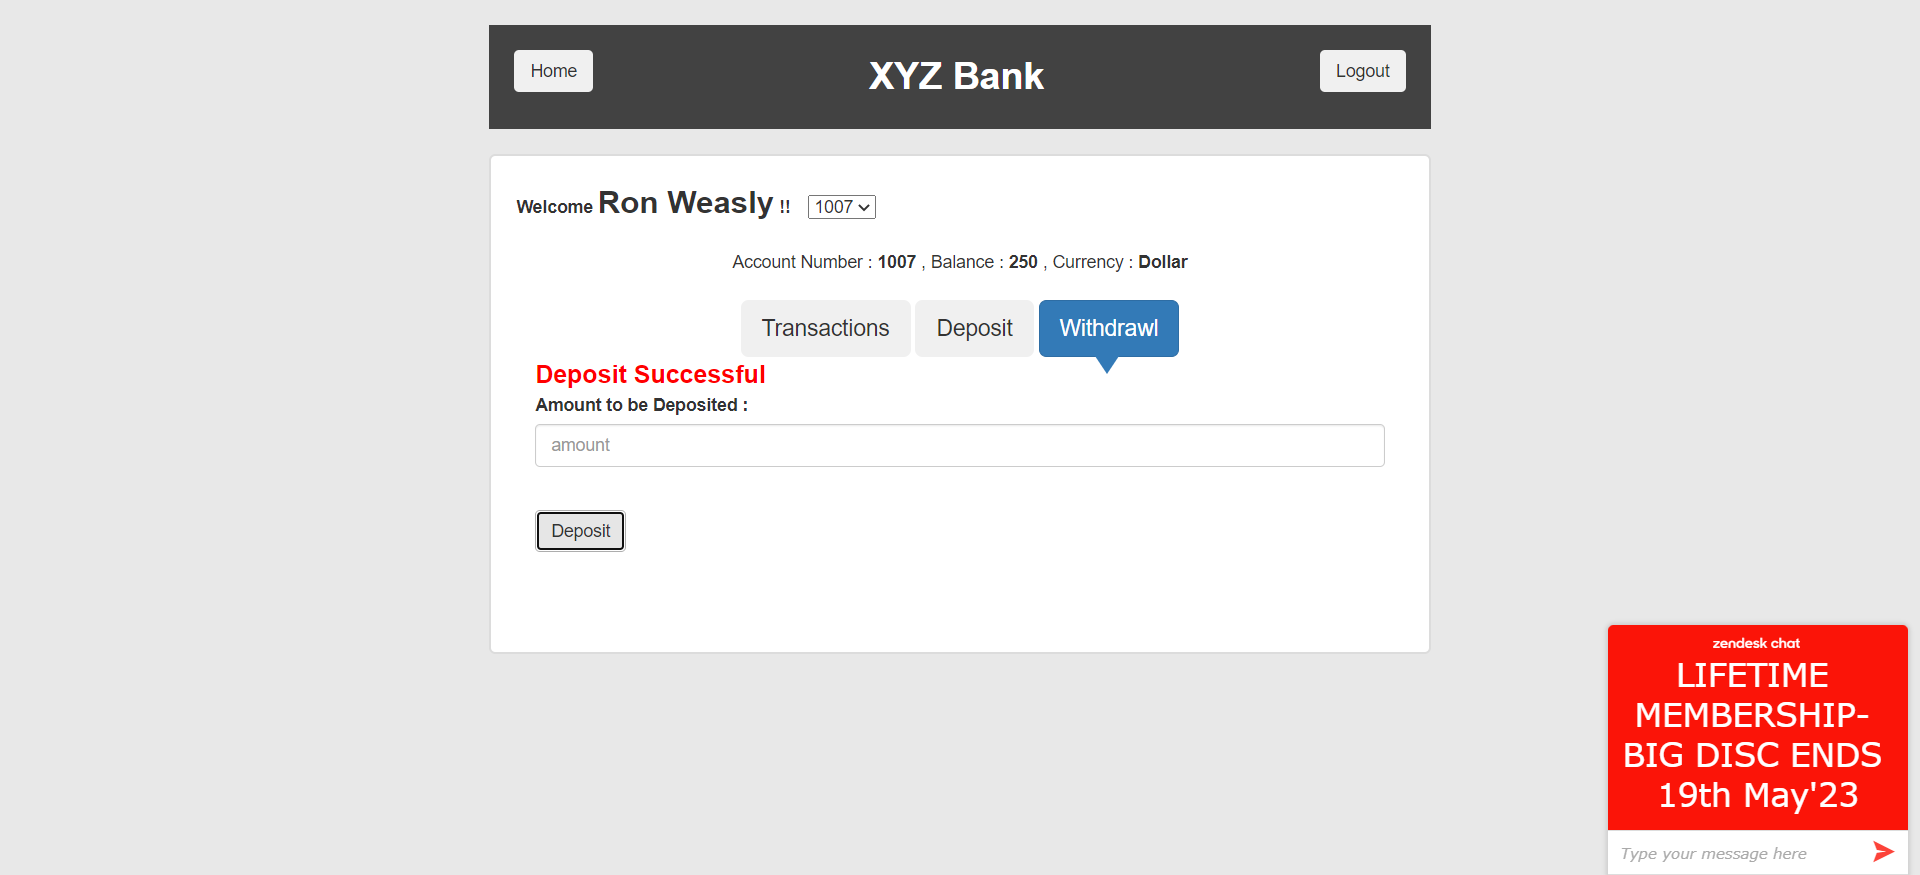 Home
XYZ Bank
Logout
Welcome Ron Weasly !! 1007
Account Number : 1007 , Balance : 250 , Currency : Dollar
Transactions
Deposit
Withdrawl
Deposit Successful
Amount to be Deposited :
amount
Deposit
zendesk chat
LIFETIME
MEMBERSHIP-
BIG DISC ENDS
19th May'23
Type your message here